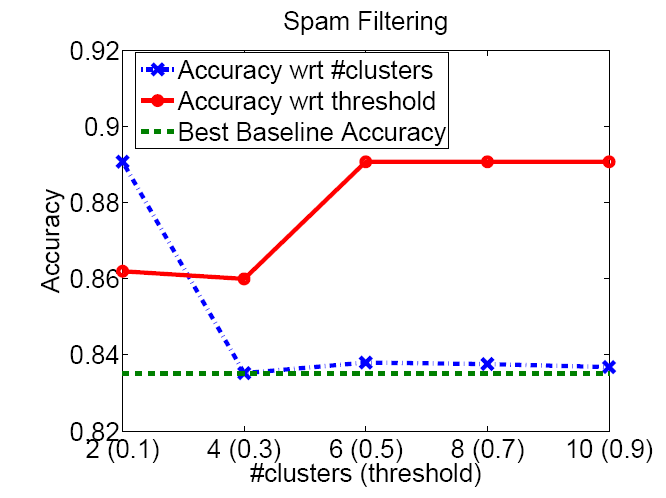 Spam Filtering
0.92
0.9
0.88
0.86
0.84
0.82
Accuracy
Accuracy wrt #clusters
Accuracy wrt threshold
Best Baseline Accuracy
2 (0.1) 4 (0.3) 6 (0.5) 8 (0.7) 10 (0.9)
#clusters (threshold)